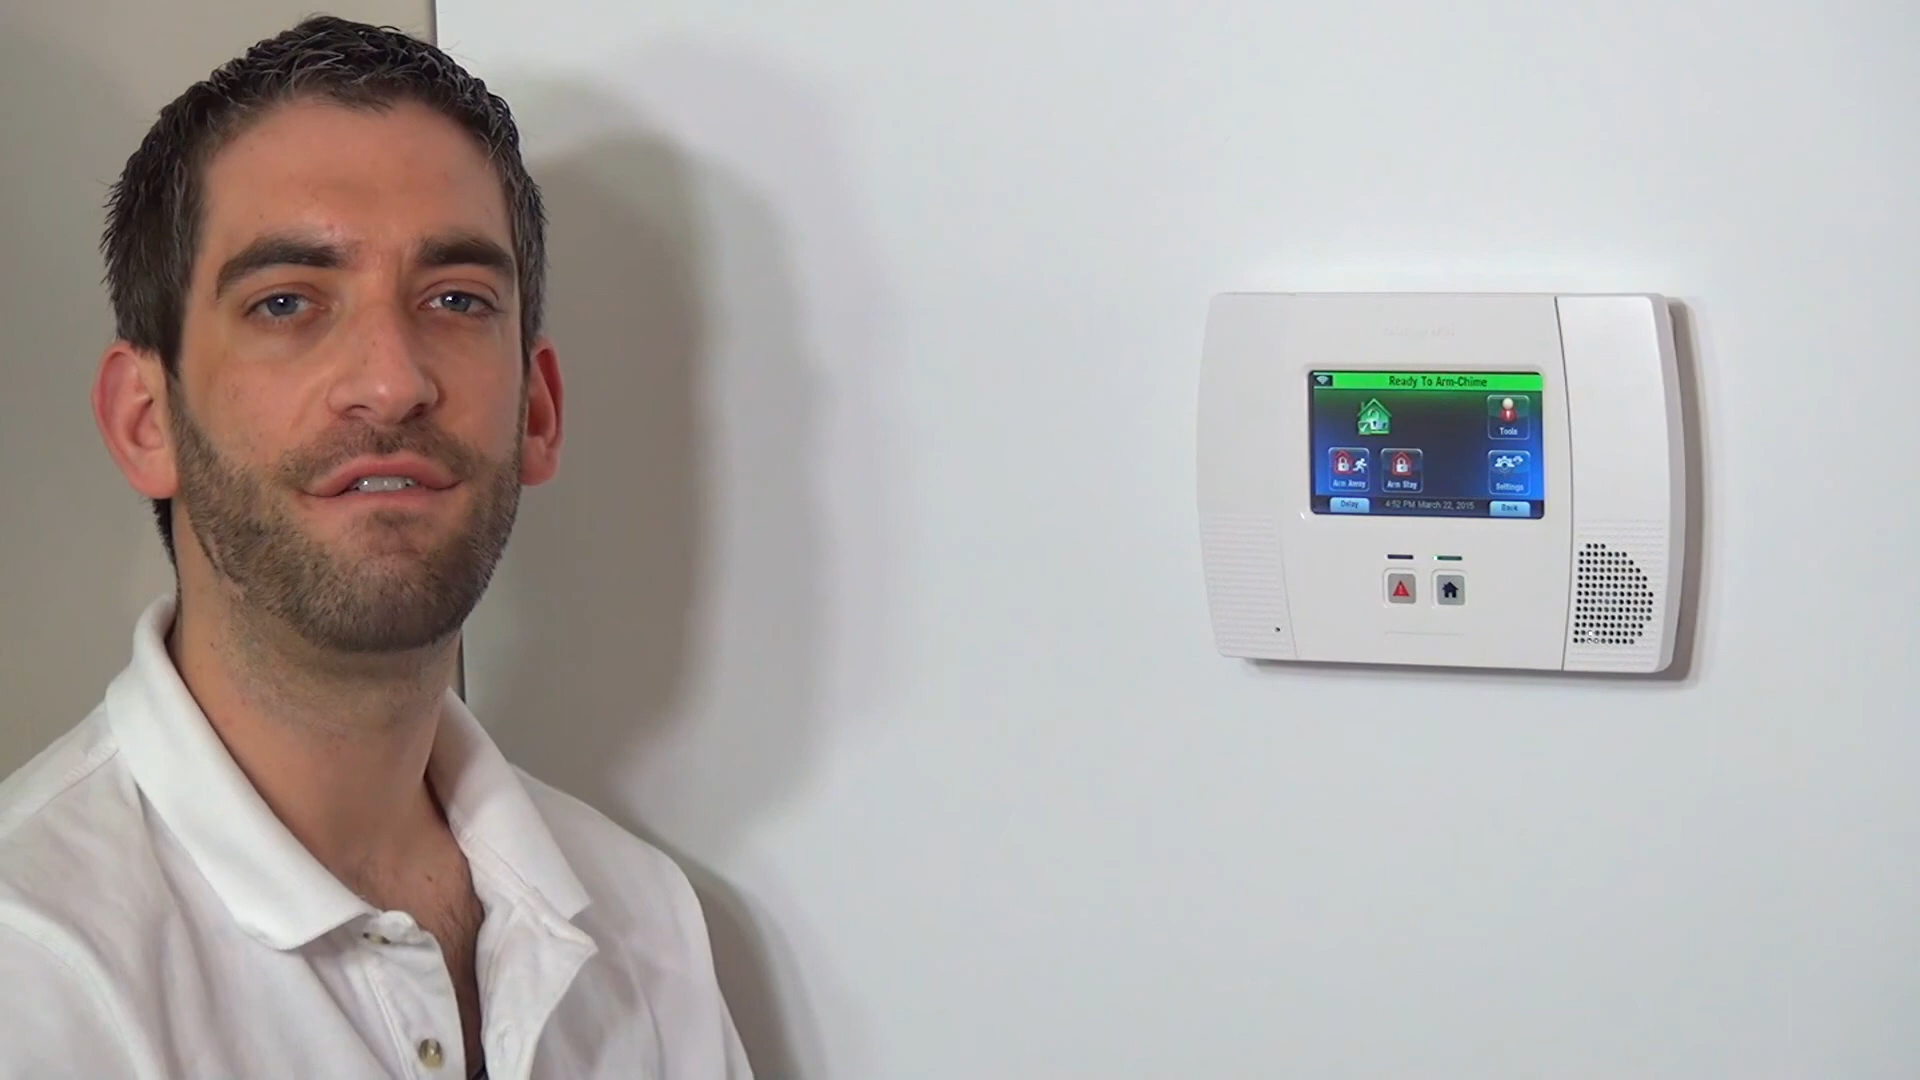 Ready To Arm-Chime
Tools
Arm Away
Arm Stay
Settings
Delay
4:52 PM March 22, 2015
Back